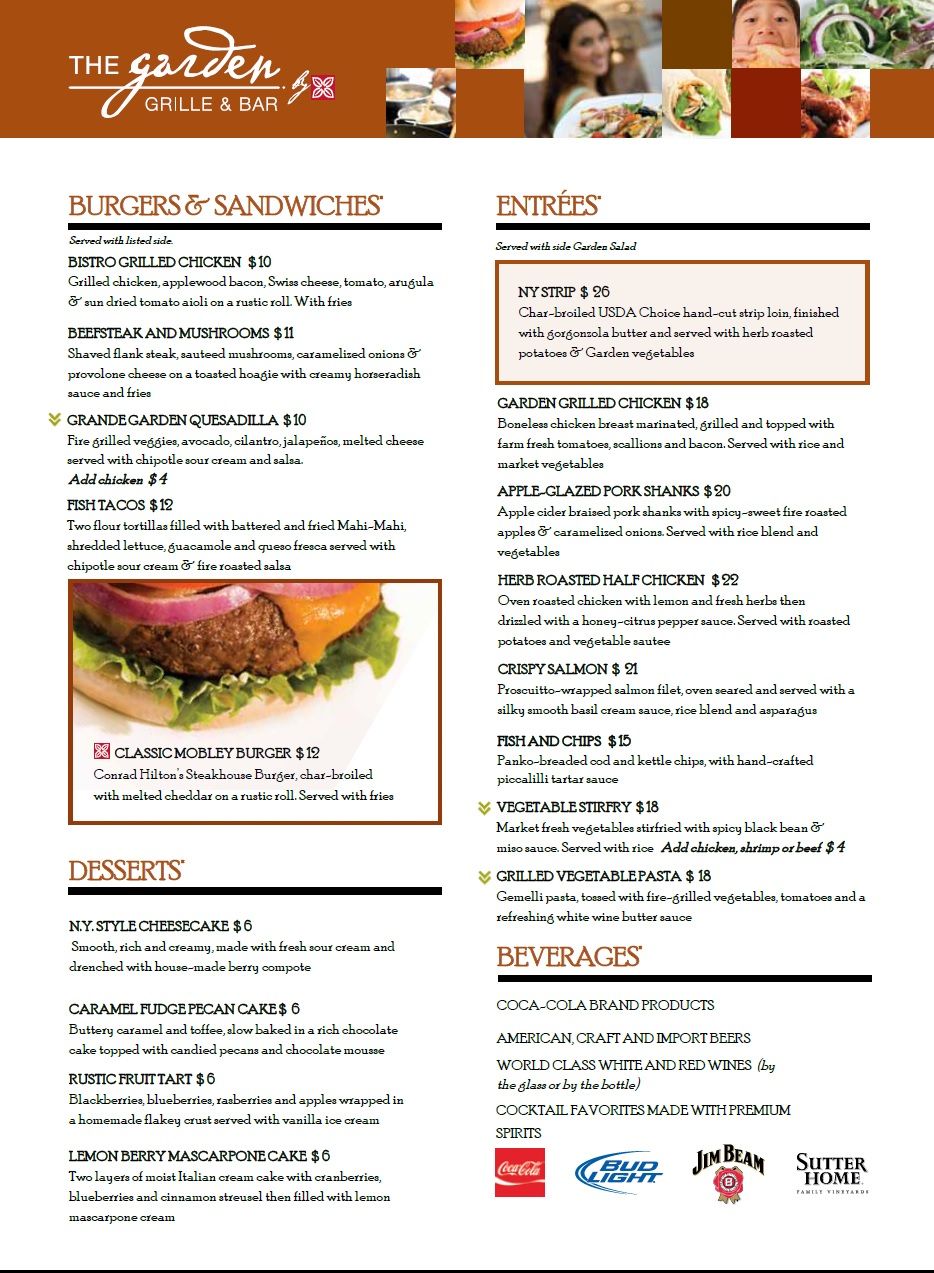 THE garden by
GRILLE & BAR
BURGERS & SANDWICHES*
Served with listed side.
BISTRO GRILLED CHICKEN $10
Grilled chicken, applewood bacon, Swiss cheese, tomato, arugula
& sun dried tomato aioli on a rustic roll. With fries
BEEFSTEAK AND MUSHROOMS $11
Shaved flank steak, sauteed mushrooms, caramelized onions &
provolone cheese on a toasted hoagie with creamy horseradish
sauce and fries
GRANDE GARDEN QUESADILLA $10
Fire grilled veggies, avocado, cilantro, jalapeños, melted cheese
served with chipotle sour cream and salsa.
Add chicken $4
FISH TACOS $12
Two flour tortillas filled with battered and fried Mahi-Mahi,
shredded lettuce, guacamole and queso fresca served with
chipotle sour cream & fire roasted salsa
CLASSIC MOBLEY BURGER $12
Conrad Hilton's Steakhouse Burger, char-broiled
with melted cheddar on a rustic roll. Served with fries
DESSERTS*
N.Y. STYLE CHEESECAKE $6
Smooth, rich and creamy, made with fresh sour cream and
drenched with house-made berry compote
CARAMEL FUDGE PECAN CAKE $ 6
Buttery caramel and toffee, slow baked in a rich chocolate
cake topped with candied pecans and chocolate mousse
RUSTIC FRUIT TART $6
Blackberries, blueberries, rasberries and apples wrapped in
a homemade flakey crust served with vanilla ice cream
LEMON BERRY MASCARPONE CAKE $6
Two layers of moist Italian cream cake with cranberries,
blueberries and cinnamon streusel then filled with lemon
mascarpone cream
ENTRÉES*
Served with side Garden Salad
NY STRIP $ 26
Char-broiled USDA Choice hand-cut strip loin, finished
with gorgonzola butter and served with herb roasted
potatoes & Garden vegetables
GARDEN GRILLED CHICKEN $18
Boneless chicken breast marinated, grilled and topped with
farm fresh tomatoes, scallions and bacon. Served with rice and
market vegetables
APPLE-GLAZED PORK SHANKS $20
Apple cider braised pork shanks with spicy-sweet fire roasted
apples & caramelized onions. Served with rice blend and
vegetables
HERB ROASTED HALF CHICKEN $22
Oven roasted chicken with lemon and fresh herbs then
drizzled with a honey-citrus pepper sauce. Served with roasted
potatoes and vegetable sautee
CRISPY SALMON $ 21
Proscuitto-wrapped salmon filet, oven seared and served with a
silky smooth basil cream sauce, rice blend and asparagus
FISH AND CHIPS $15
Panko-breaded cod and kettle chips, with hand-crafted
piccalilli tartar sauce
VEGETABLE STIRFRY $18
Market fresh vegetables stirfried with spicy black bean &
miso sauce. Served with rice Add chicken, shrimp or beef $4
GRILLED VEGETABLE PASTA $ 18
Gemelli pasta, tossed with fire-grilled vegetables, tomatoes and a
refreshing white wine butter sauce
BEVERAGES*
COCA-COLA BRAND PRODUCTS
AMERICAN, CRAFT AND IMPORT BEERS
WORLD CLASS WHITE AND RED WINES (by
the glass or by the bottle)
COCKTAIL FAVORITES MADE WITH PREMIUM
SPIRITS
Coca-Cola
BUD LIGHT
JIM BEAM
B
SUTTER HOME
FAMILY VINEYARDS